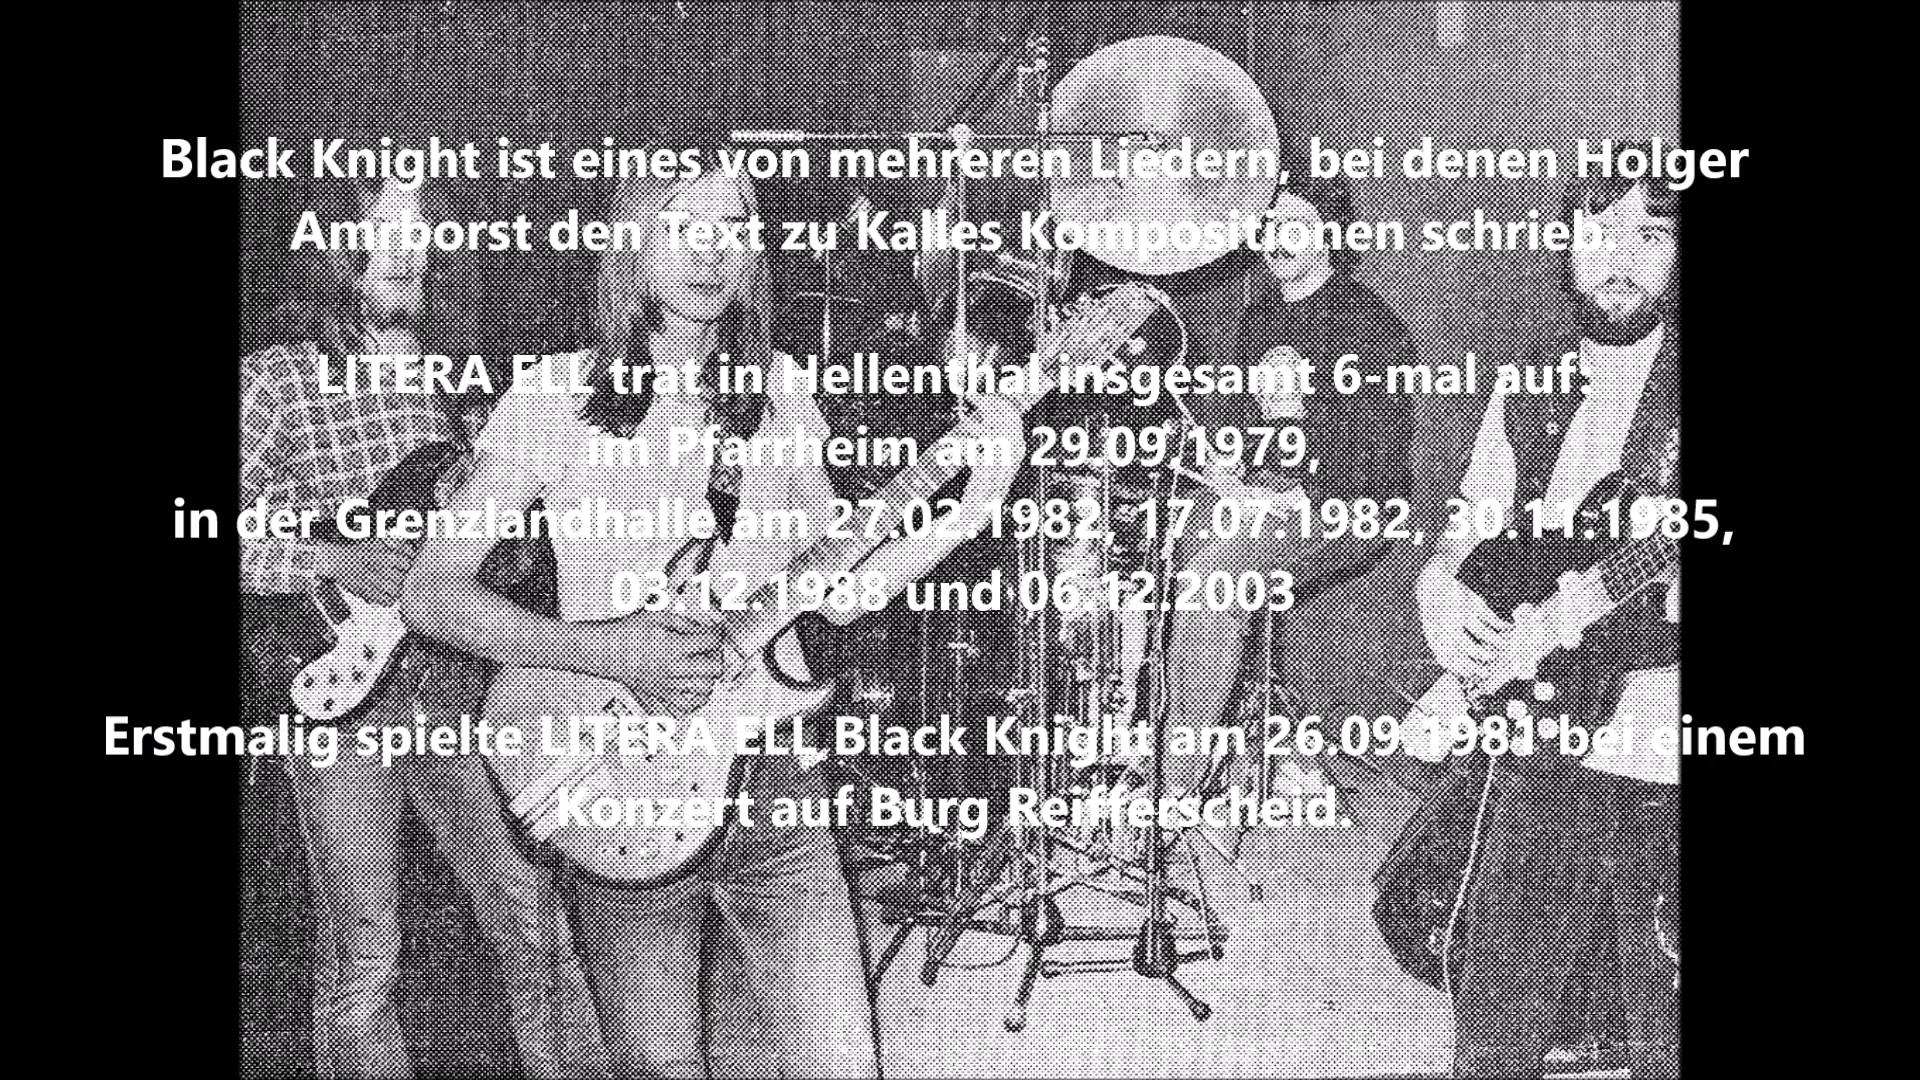 Black Knight ist eines von mehreren Liedern, bei denen Holger
Amrborst den Text zu Kalles Kompositionen schrieb.
LITERA ELL trat in Hellenthal insgesamt 6-mal auf:
im Pfarrheim am 29.09.1979,
in der Grenzlandhalle am 27.02.1982, 17.07.1982, 30.11.1985,
03.12.1988 und 06.12.2003
Erstmalig spielte LITERA ELL Black Knight am 26.09.1981 bei einem
Konzert auf Burg Reifferscheid.